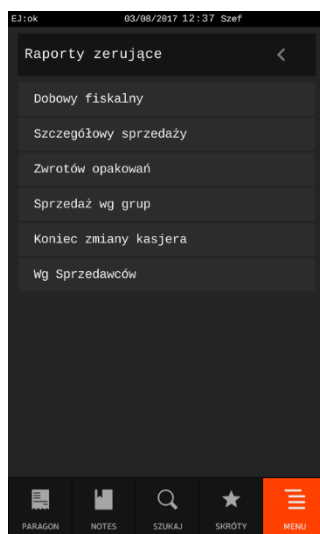 EJ:ok 03/08/2017 12:37 Szef
Raporty zerujące
Dobowy fiskalny
Szczegółowy sprzedaży
Zwrotów opakowań
Sprzedaż wg grup
Koniec zmiany kasjera
Wg Sprzedawców
PARAGON NOTES SZUKAJ SKRÓTY MENU